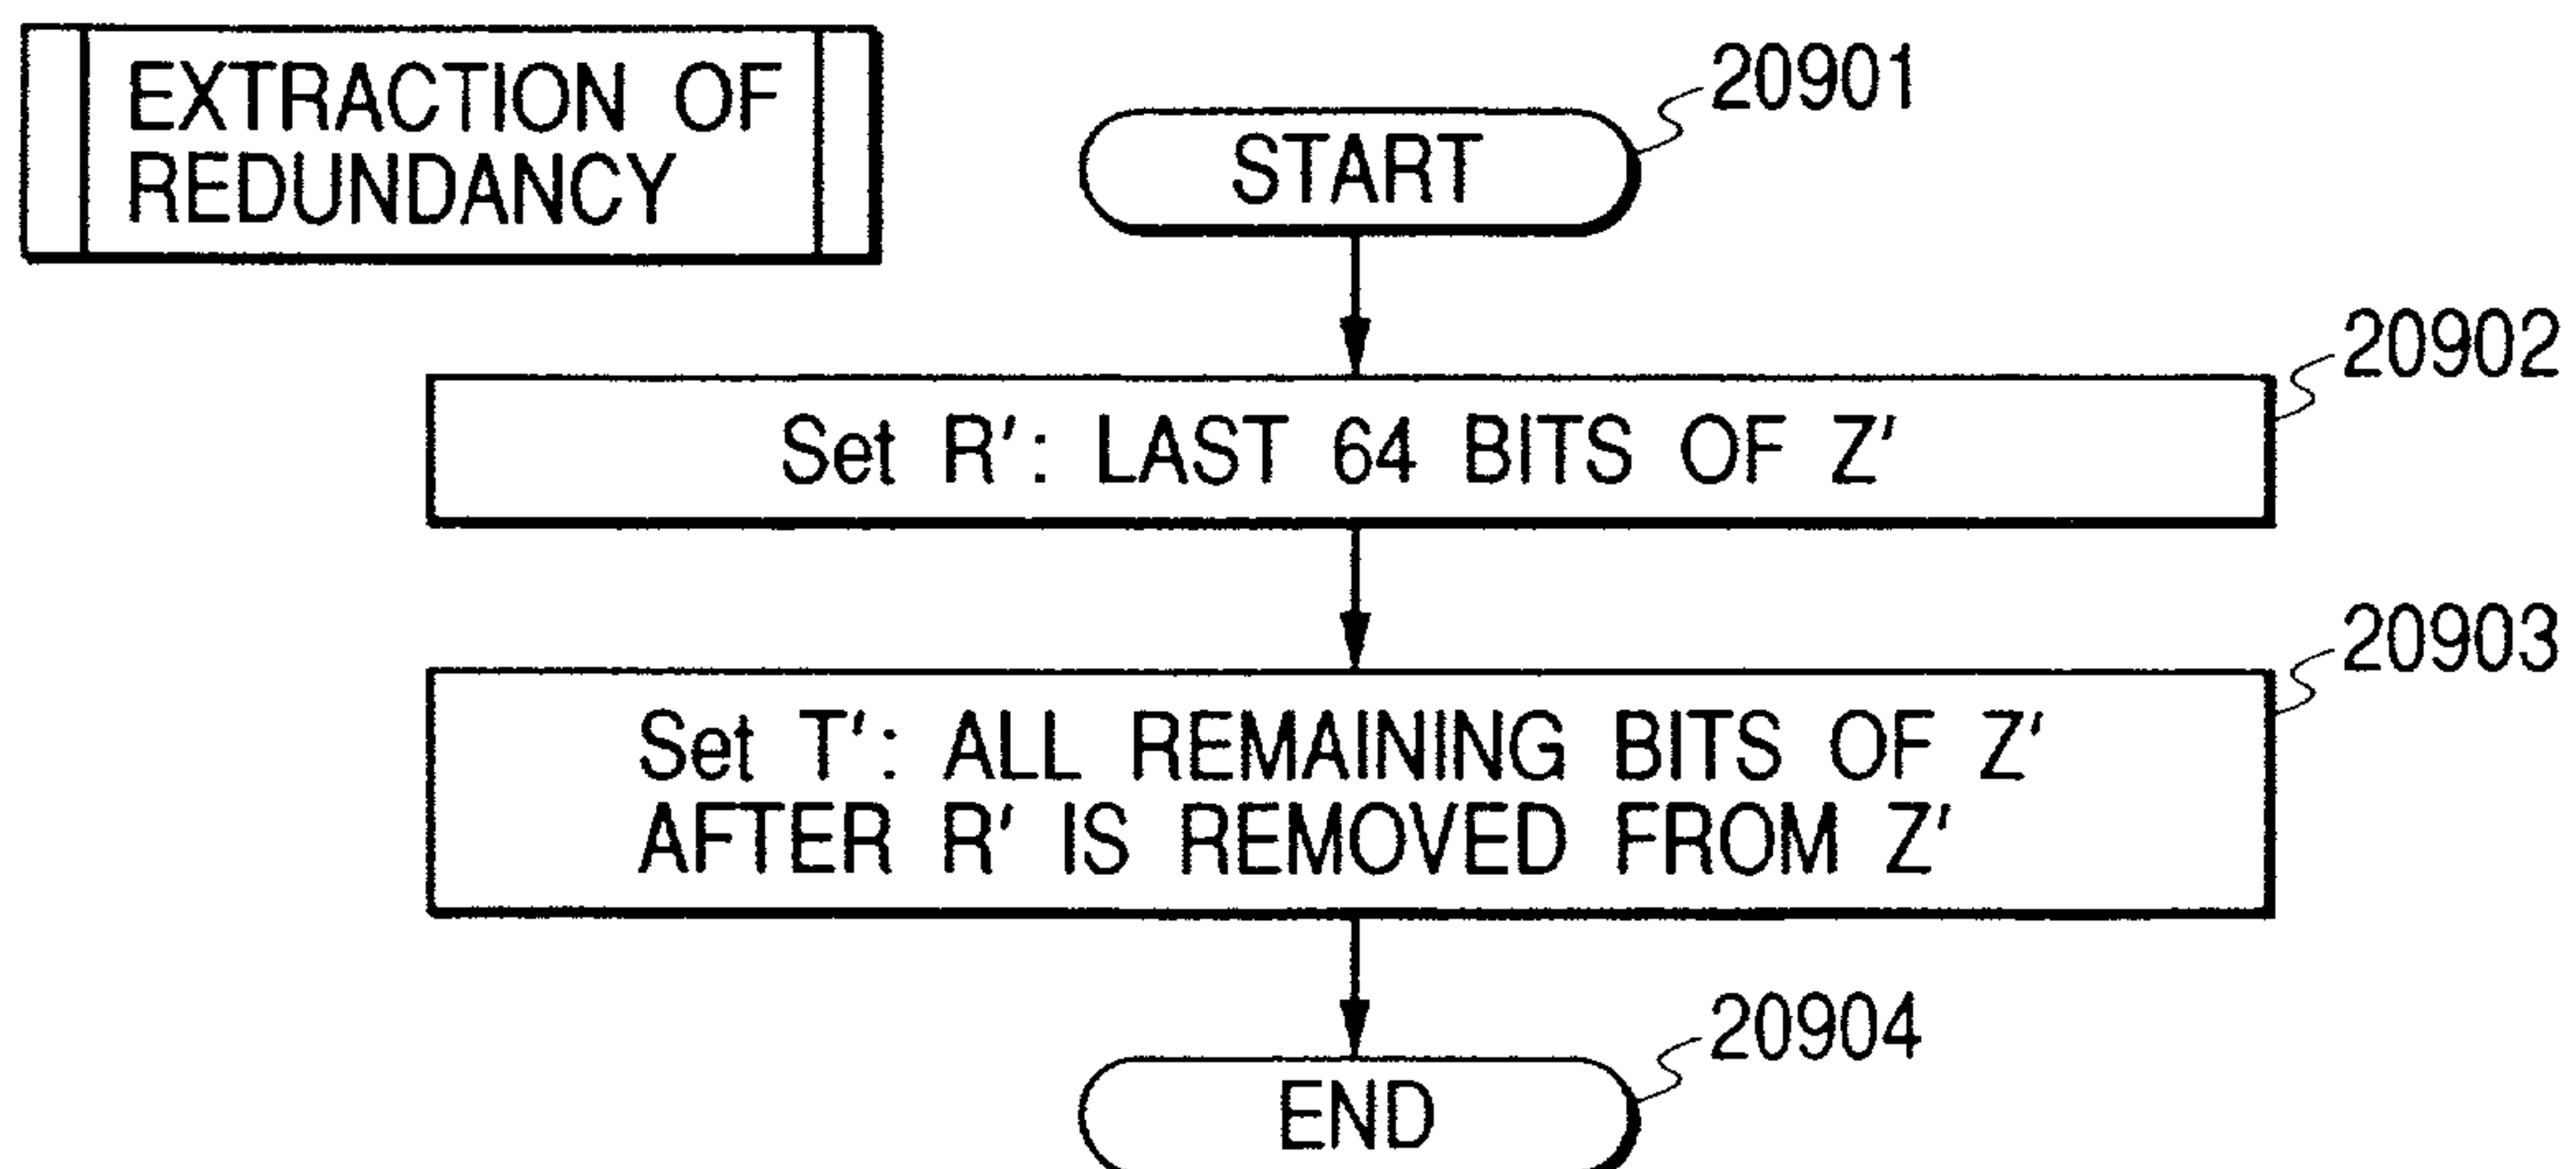 EXTRACTION OF
REDUNDANCY
START
20901
20902
Set R′: LAST 64 BITS OF Z′
20903
Set T′: ALL REMAINING BITS OF Z′
AFTER R′ IS REMOVED FROM Z′
20904
END